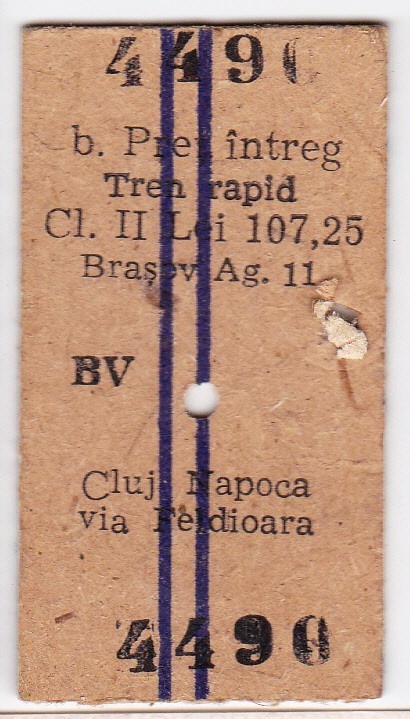 4490
b. Preț întreg
Tren rapid
Cl. II Lei 107,25
Brașov Ag. 11
BV
Cluj Napoca
via Feldioara
4490